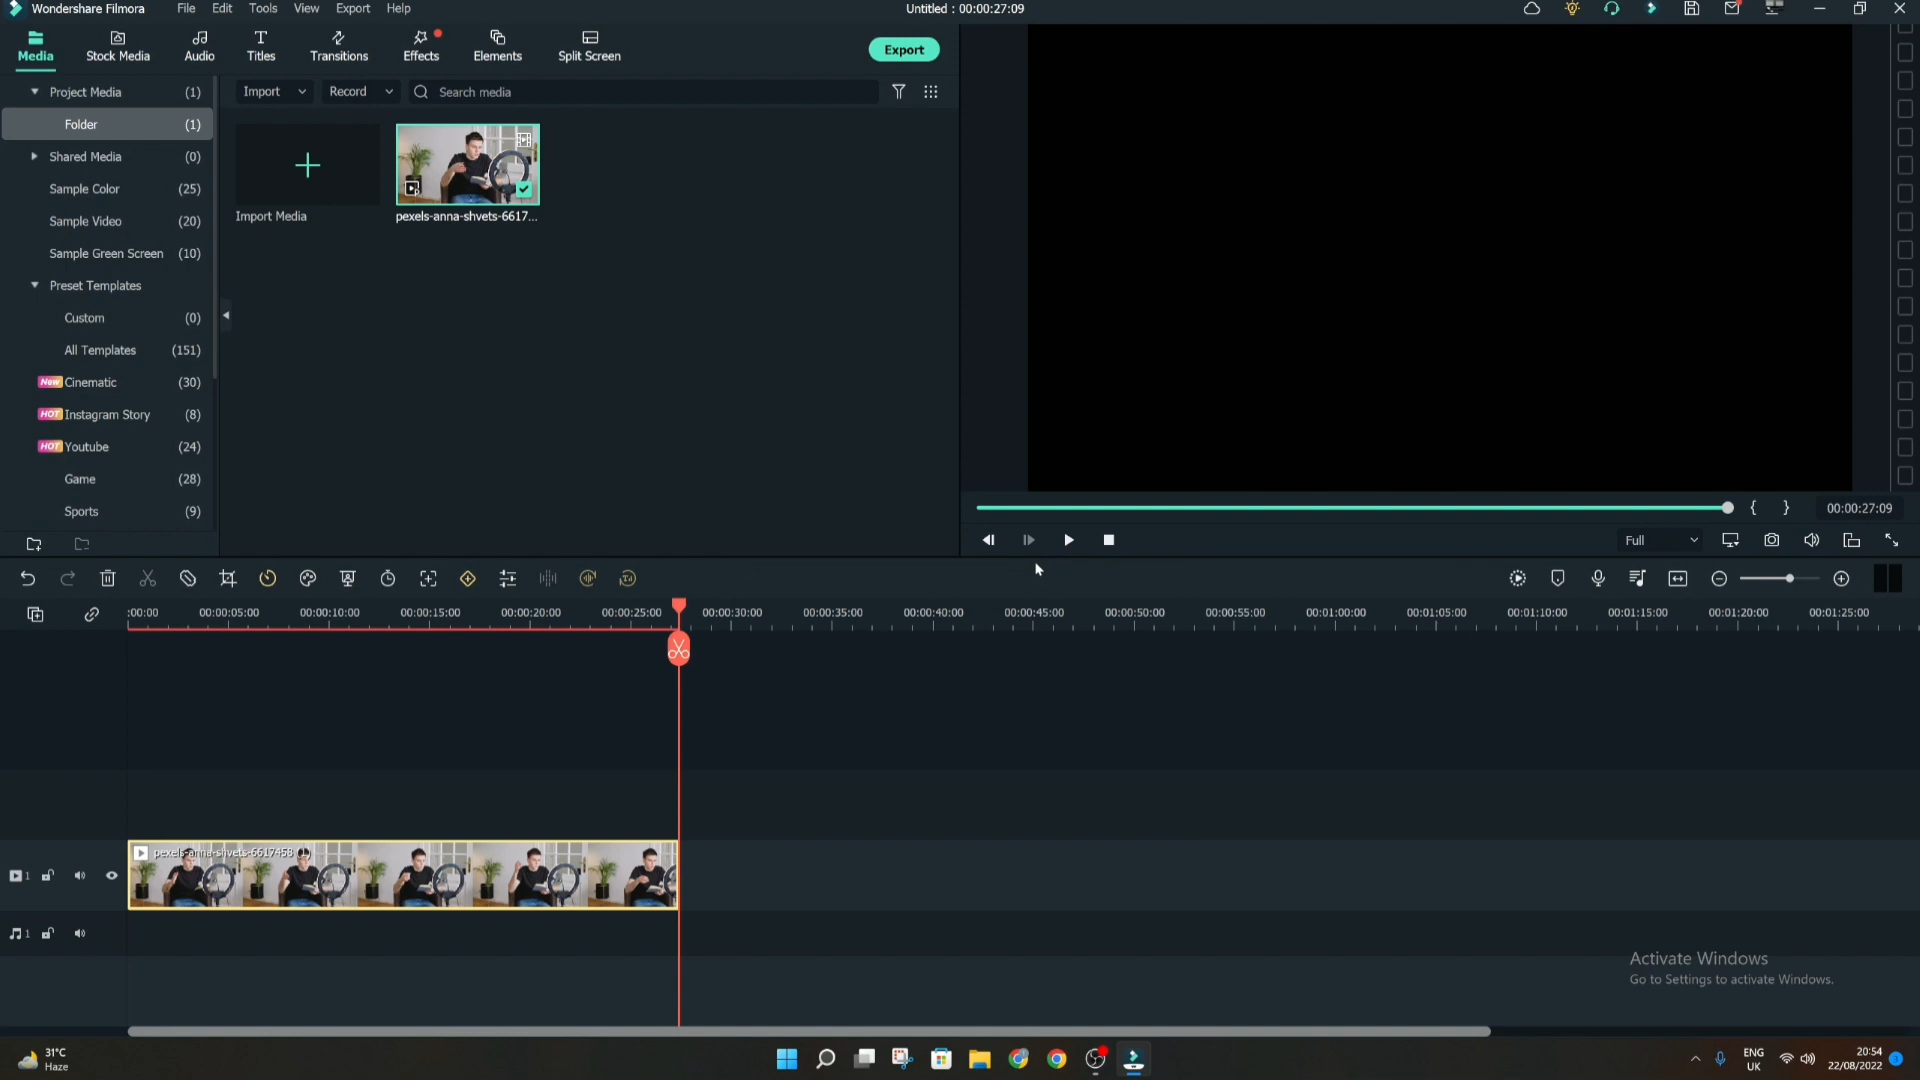 Wondershare Filmora
File Edit Tools View Export Help
Untitled : 00:00:27:09
Media
Stock Media
Audio
Titles
Transitions
Effects
Elements
Split Screen
Export
Project Media (1)
Folder (1)
Shared Media (0)
Sample Color (25)
Sample Video (20)
Sample Green Screen (10)
Preset Templates
Custom (0)
All Templates (151)
New Cinematic (30)
HOT Instagram Story (8)
HOT Youtube (24)
Game (28)
Sports (9)
Import
Record
Search media
Import Media
pexels-anna-shvets-6617...
{ } 00:00:27:09
Full
:00:00 00:00:05:00 00:00:10:00 00:00:15:00 00:00:20:00 00:00:25:00 00:00:30:00 00:00:35:00 00:00:40:00 00:00:45:00 00:00:50:00 00:00:55:00 00:01:00:00 00:01:05:00 00:01:10:00 00:01:15:00 00:01:20:00 00:01:25:00
pexels-anna-shvets-6617458 (1)
1
1
Activate Windows
Go to Settings to activate Windows.
31°C
Haze
ENG
UK
20:54
22/08/2022
3